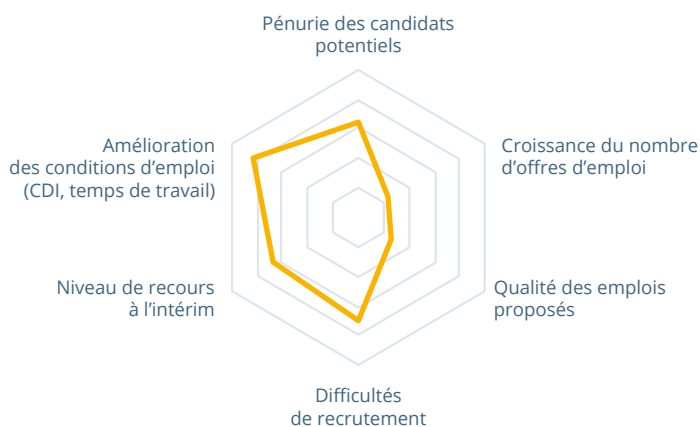 Pénurie des candidats
potentiels
Croissance du nombre
d'offres d'emploi
Qualité des emplois
proposés
Difficultés
de recrutement
Niveau de recours
à l'intérim
Amélioration
des conditions d'emploi
(CDI, temps de travail)